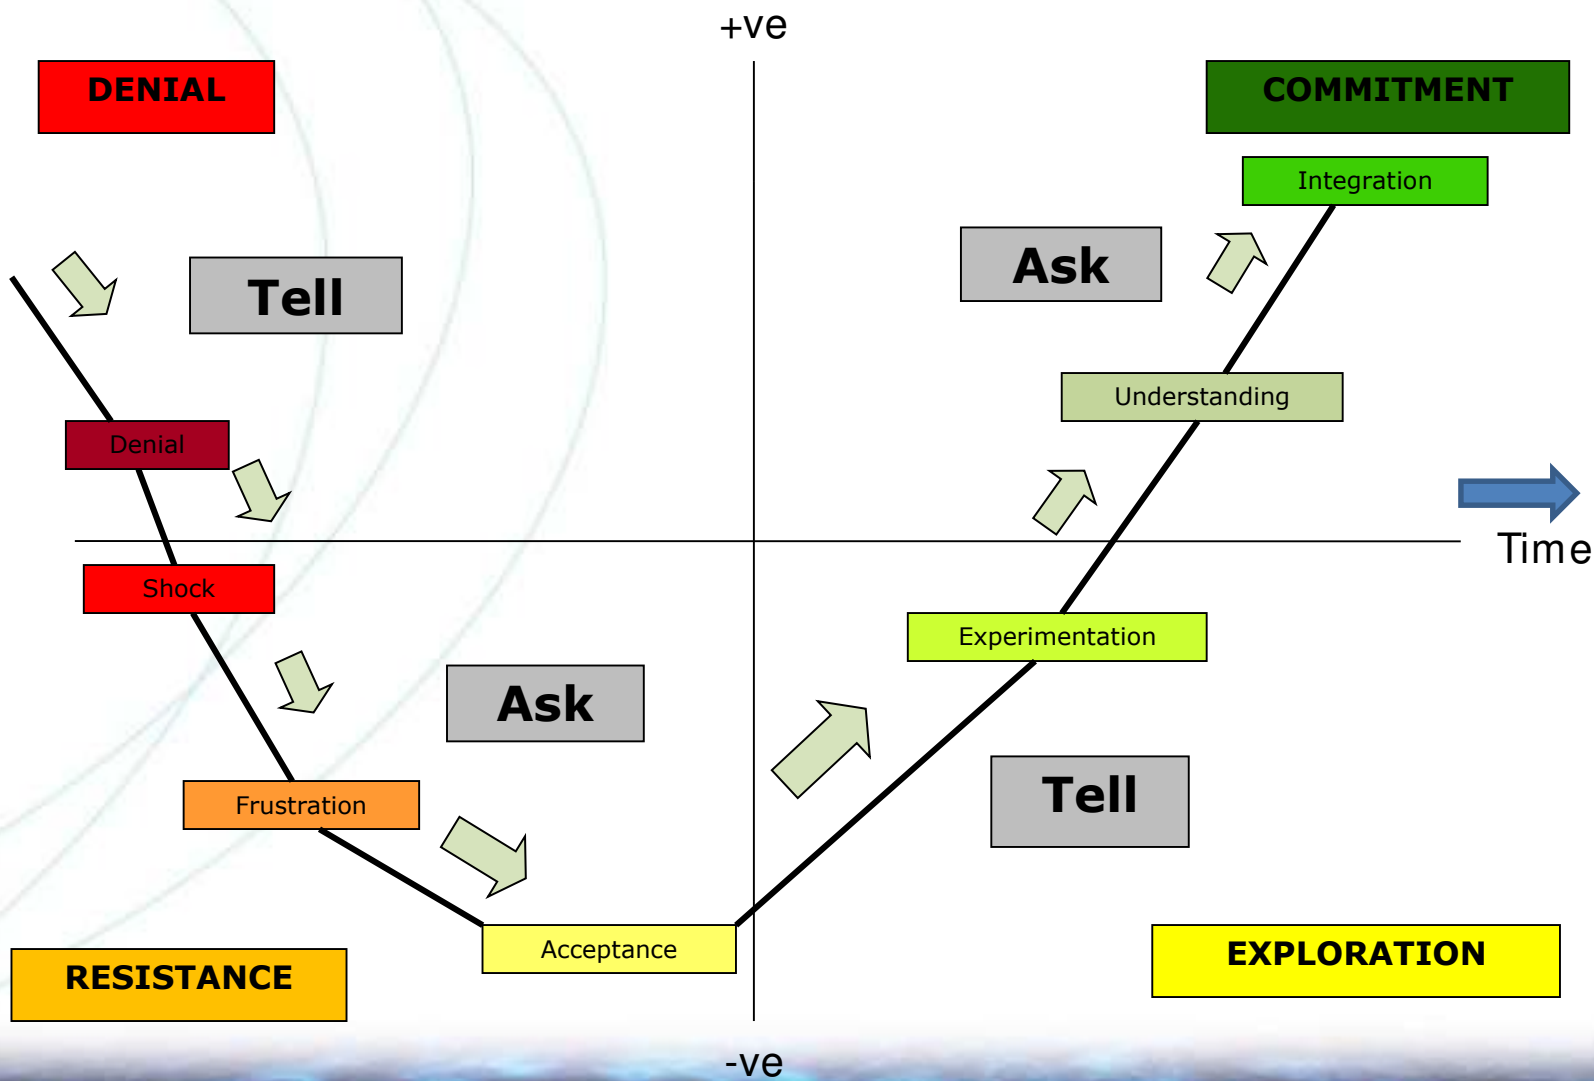 +ve
DENIAL
COMMITMENT
Integration
Ask
Tell
Understanding
Denial
Time
Shock
Experimentation
Ask
Tell
Frustration
Acceptance
EXPLORATION
RESISTANCE
-ve